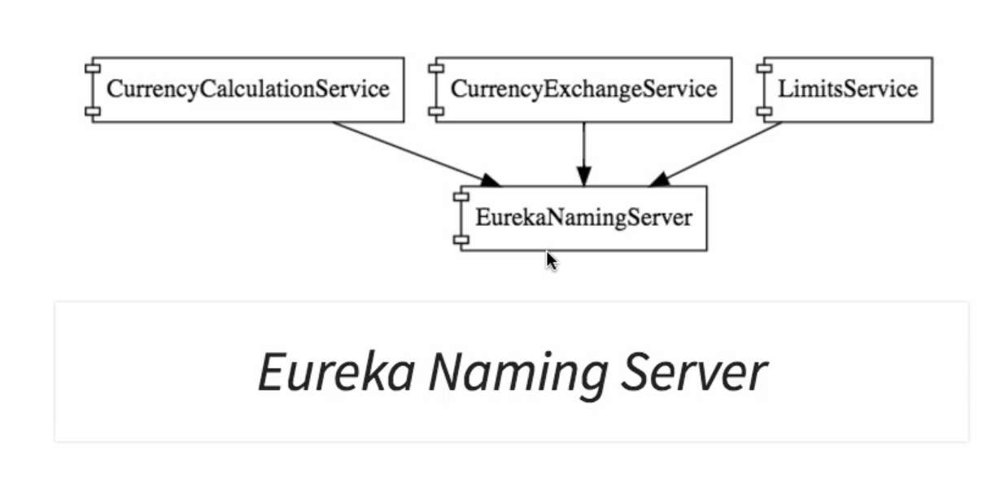 CurrencyCalculationService
CurrencyExchangeService
LimitsService
EurekaNamingServer
Eureka Naming Server